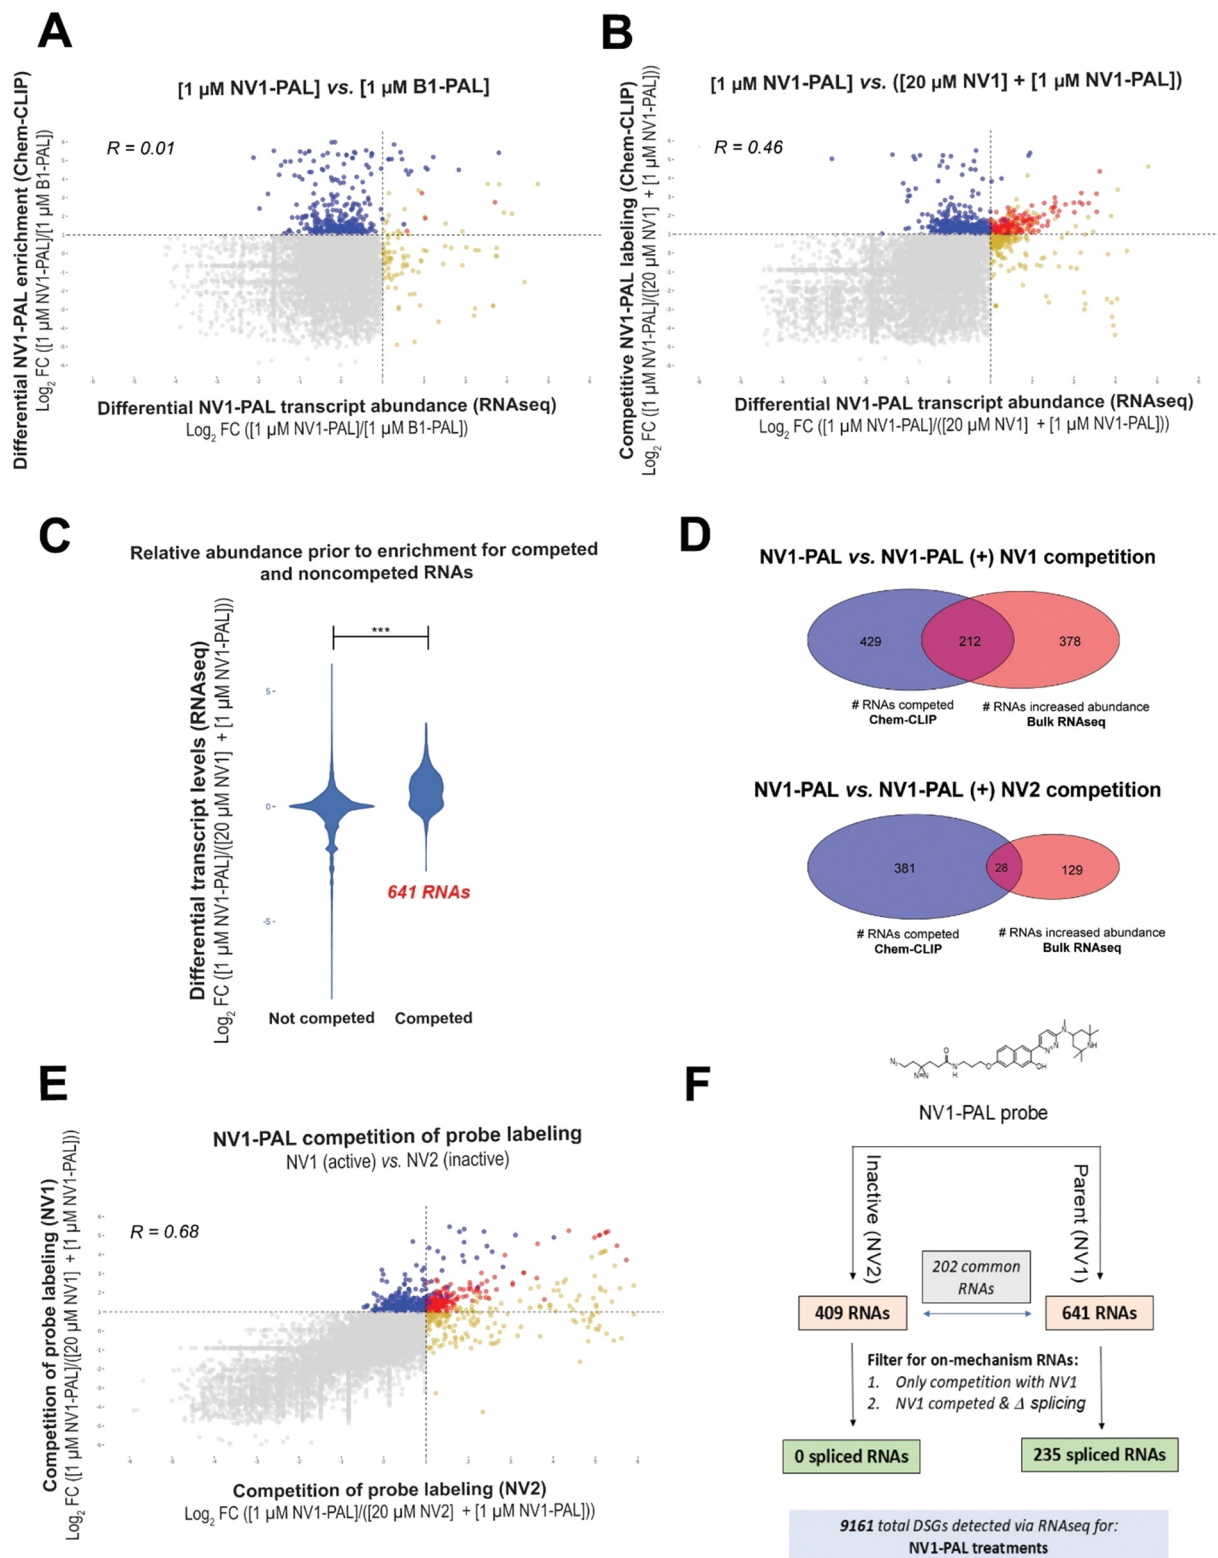 A
[1 µM NV1-PAL] vs. [1 µM B1-PAL]
R = 0.01
Differential NV1-PAL enrichment (Chem-CLIP)
Log2 FC ([1 µM NV1-PAL]/[1 µM B1-PAL])
Differential NV1-PAL transcript abundance (RNAseq)
Log2 FC ([1 µM NV1-PAL]/[1 µM B1-PAL])
B
[1 µM NV1-PAL] vs. ([20 µM NV1] + [1 µM NV1-PAL])
R = 0.46
Competitive NV1-PAL labeling (Chem-CLIP)
Log2 FC ([1 µM NV1-PAL]/([20 µM NV1] + [1 µM NV1-PAL]))
Differential NV1-PAL transcript abundance (RNAseq)
Log2 FC ([1 µM NV1-PAL]/([20 µM NV1] + [1 µM NV1-PAL]))
C
Relative abundance prior to enrichment for competed
and noncompeted RNAs
Differential transcript levels (RNAseq)
Log2 FC ([1 µM NV1-PAL]/([20 µM NV1] + [1 µM NV1-PAL]))
***
5
0
-5
641 RNAs
Not competed
Competed
D
NV1-PAL vs. NV1-PAL (+) NV1 competition
429
212
378
# RNAs competed
Chem-CLIP
# RNAs increased abundance
Bulk RNAseq
NV1-PAL vs. NV1-PAL (+) NV2 competition
381
28
129
# RNAs competed
Chem-CLIP
# RNAs increased abundance
Bulk RNAseq
E
NV1-PAL competition of probe labeling
NV1 (active) vs. NV2 (inactive)
R = 0.68
Competition of probe labeling (NV1)
Log2 FC ([1 µM NV1-PAL]/([20 µM NV1] + [1 µM NV1-PAL]))
Competition of probe labeling (NV2)
Log2 FC ([1 µM NV1-PAL]/([20 µM NV2] + [1 µM NV1-PAL]))
F
NV1-PAL probe
Inactive (NV2)
Parent (NV1)
202 common
RNAs
409 RNAs
641 RNAs
Filter for on-mechanism RNAs:
1. Only competition with NV1
2. NV1 competed & Δ splicing
0 spliced RNAs
235 spliced RNAs
9161 total DSGs detected via RNAseq for:
NV1-PAL treatments